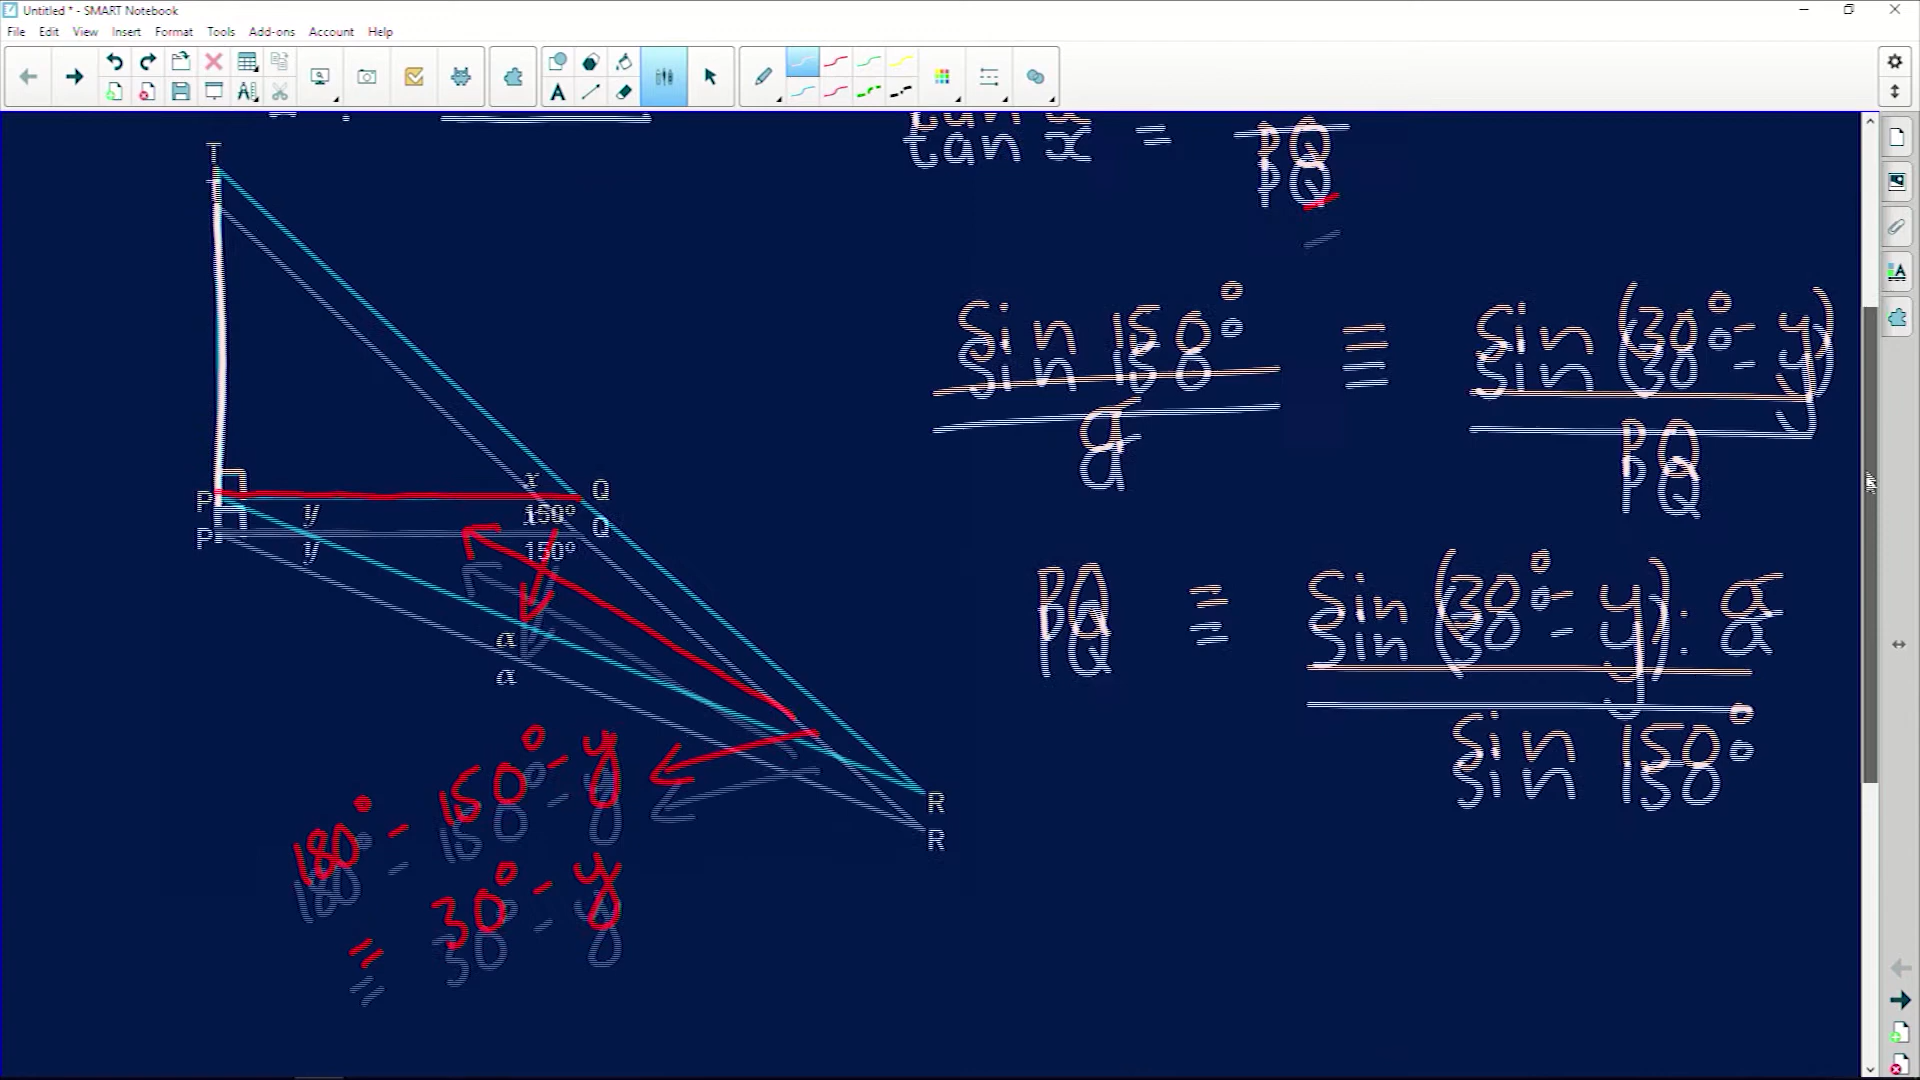 Untitled * - SMART Notebook
File Edit View Insert Format Tools Add-ons Account Help
T
tan x = PQ
sin 150° = sin (30° - y)
a PQ
x
P Q
y 150°
PQ = sin (30° - y). a
sin 150°
α
R
180° - 150° - y
= 30° - y